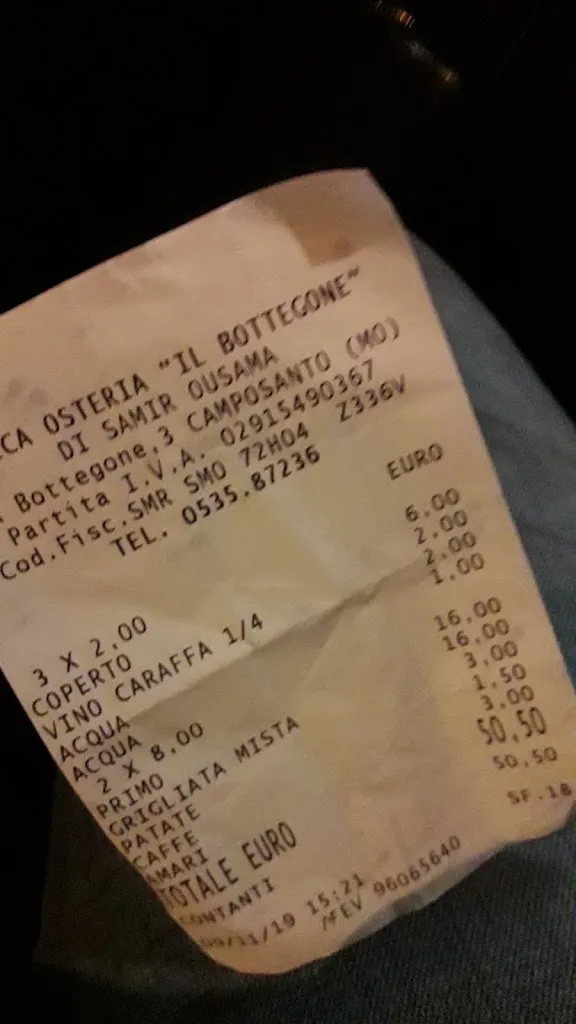 CA OSTERIA "IL BOTTEGONE"
DI SAMIR OUSAMA
Bottegone,3 CAMPOSANTO (MO)
Partita I.V.A. 02915490367
Cod.Fisc.SMR SMO 72H04 Z336V
TEL. 0535.87236
EURO
3 X 2,00
COPERTO 6,00
VINO CARAFFA 1/4 2,00
ACQUA 2,00
ACQUA 1,00
2 X 8,00
PRIMO 16,00
GRIGLIATA MISTA 16,00
PATATE 3,00
CAFFE 1,50
AMARI 3,00
TOTALE EURO 50,50
CONTANTI 50,50
/11/19 15:21 SF.18
MFEV 96065640